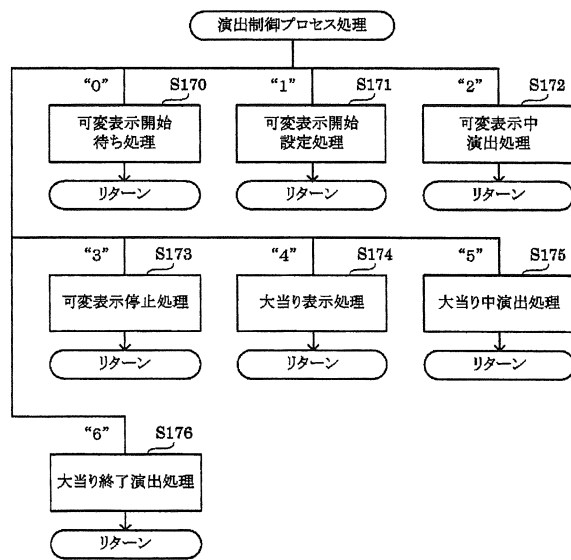 演出制御プロセス処理
“0”
S170
“1”
S171
“2”
S172
可変表示開始
待ち処理
可変表示開始
設定処理
可変表示中
演出処理
リターン
リターン
リターン
“3”
S173
“4”
S174
“5”
S175
可変表示停止処理
大当り表示処理
大当り中演出処理
リターン
リターン
リターン
“6”
S176
大当り終了演出処理
リターン